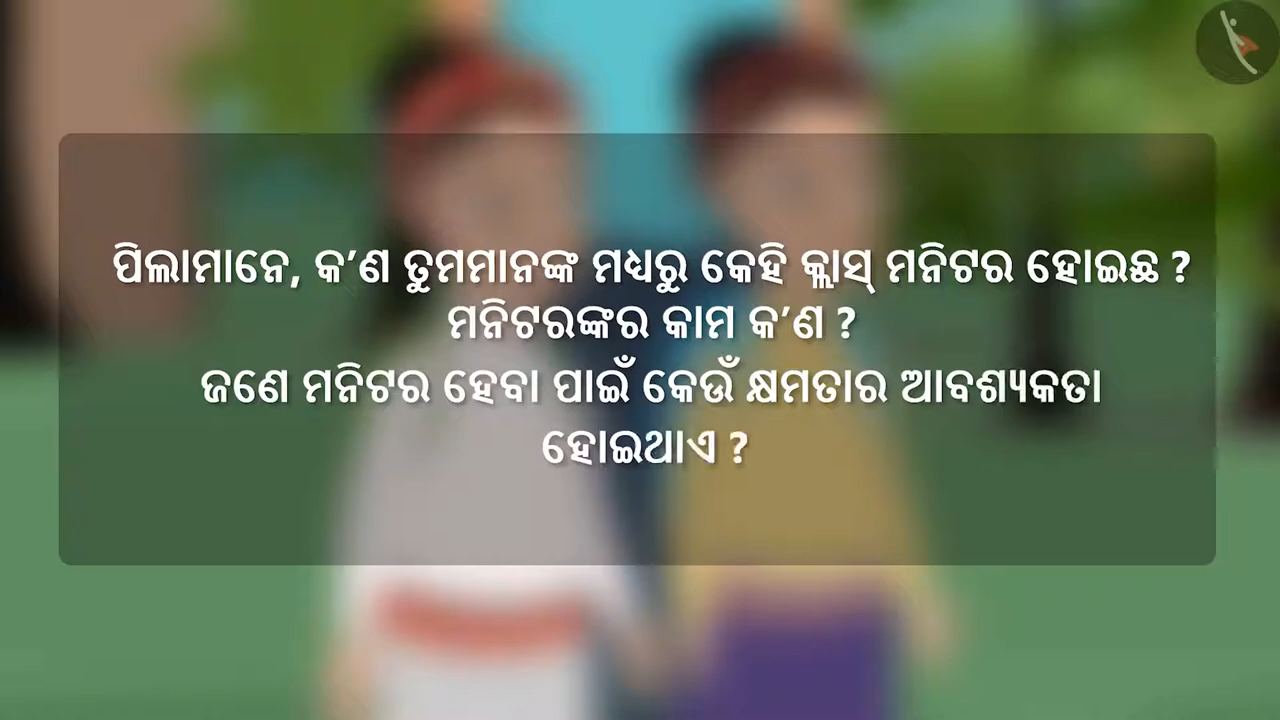 ପିଲାମାନେ, କ’ଣ ତୁମମାନଙ୍କ ମଧ୍ୟରୁ କେହି କ୍ଲାସ୍ ମନିଟର ହୋଇଛ ?
ମନିଟରଙ୍କର କାମ କ’ଣ ?
ଜଣେ ମନିଟର ହେବା ପାଇଁ କେଉଁ କ୍ଷମତାର ଆବଶ୍ୟକତା
ହୋଇଥାଏ ?